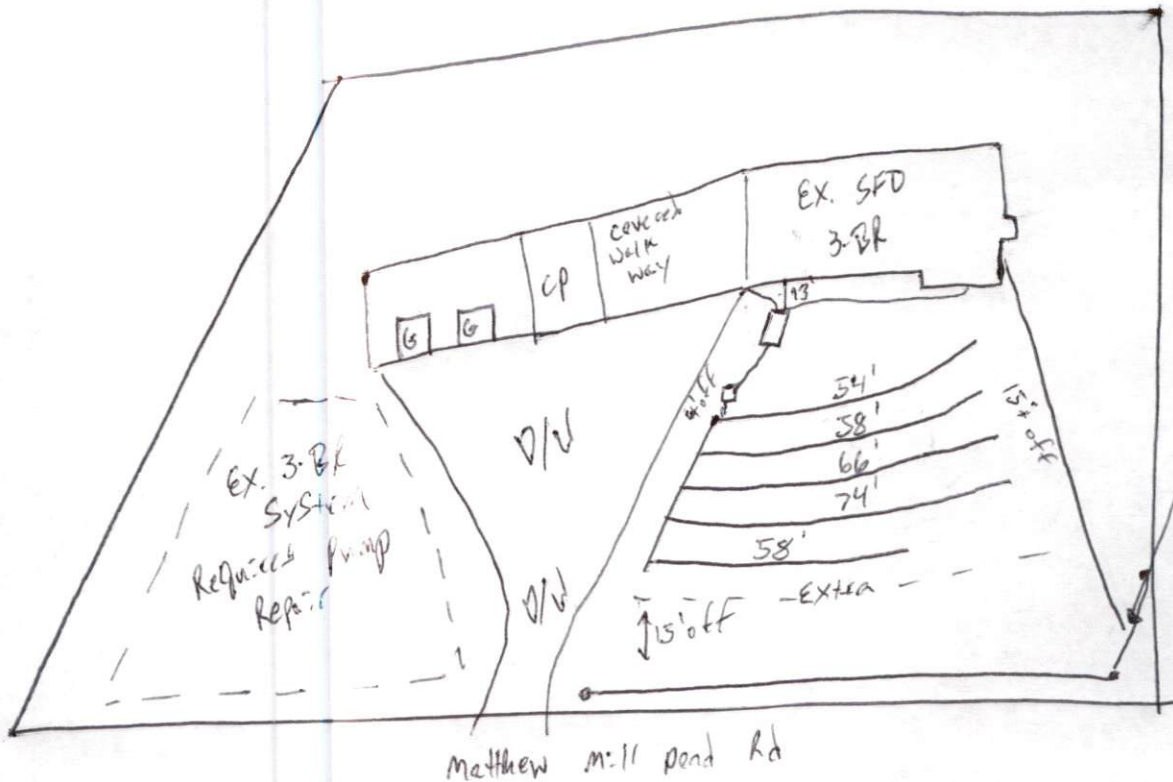 EX. SFD
3-BR
covered
walk
way
CP
G
G
13'
54'
58'
66'
74'
58'
15' off
D/W
D/W
Ex. 3-BR
System
Requires Pump
Repair
-Extra
15' off
Matthew Mill Pond Rd